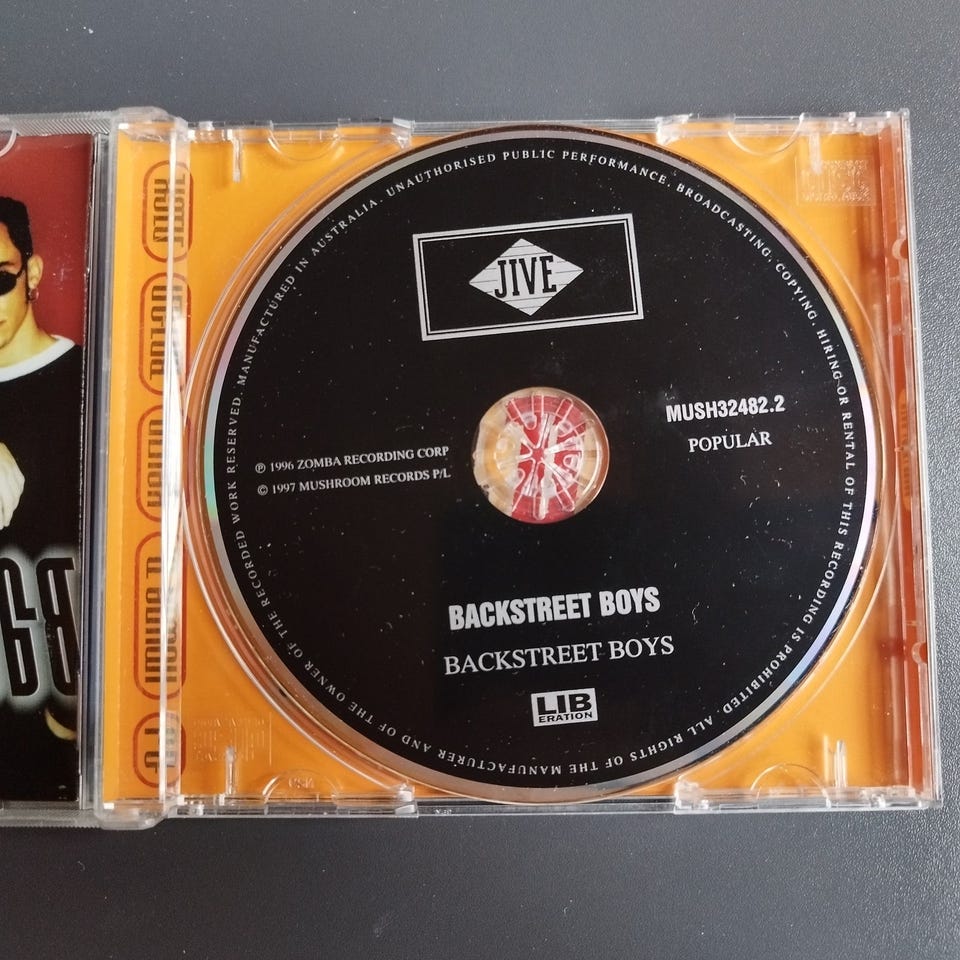 JIVE
MUSH32482.2
POPULAR
℗ 1996 ZOMBA RECORDING CORP
© 1997 MUSHROOM RECORDS P/L
BACKSTREET BOYS
BACKSTREET BOYS
LIB
ERATION
MANUFACTURED IN AUSTRALIA. UNAUTHORISED PUBLIC PERFORMANCE, BROADCASTING, COPYING, HIRING OR RENTAL OF THIS RECORDING IS PROHIBITED. ALL RIGHTS OF THE MANUFACTURER AND OF THE OWNER OF THE RECORDED WORK RESERVED.